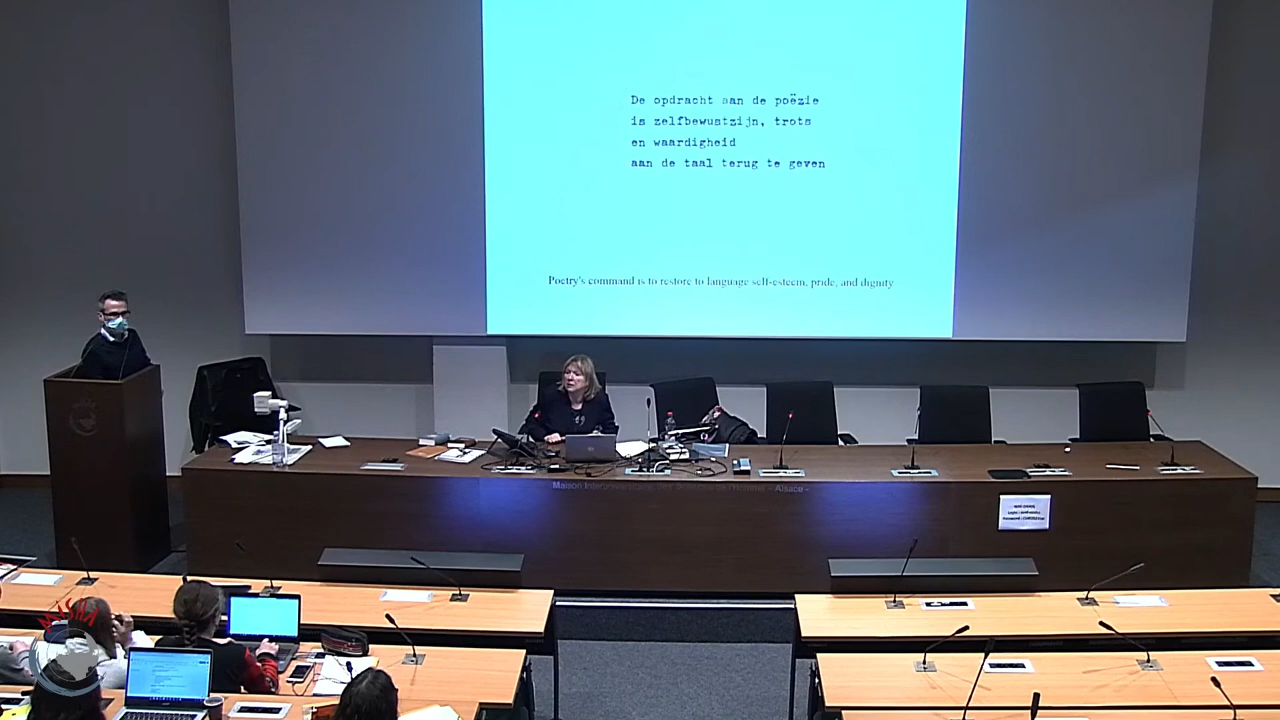 De opdracht aan de poëzie
is zelfbewustzijn, trots
en waardigheid
aan de taal terug te geven
Poetry's command is to restore to language self-esteem, pride, and dignity
Maison Interuniversitaire des Sciences de l'Homme - Alsace -
MISHA